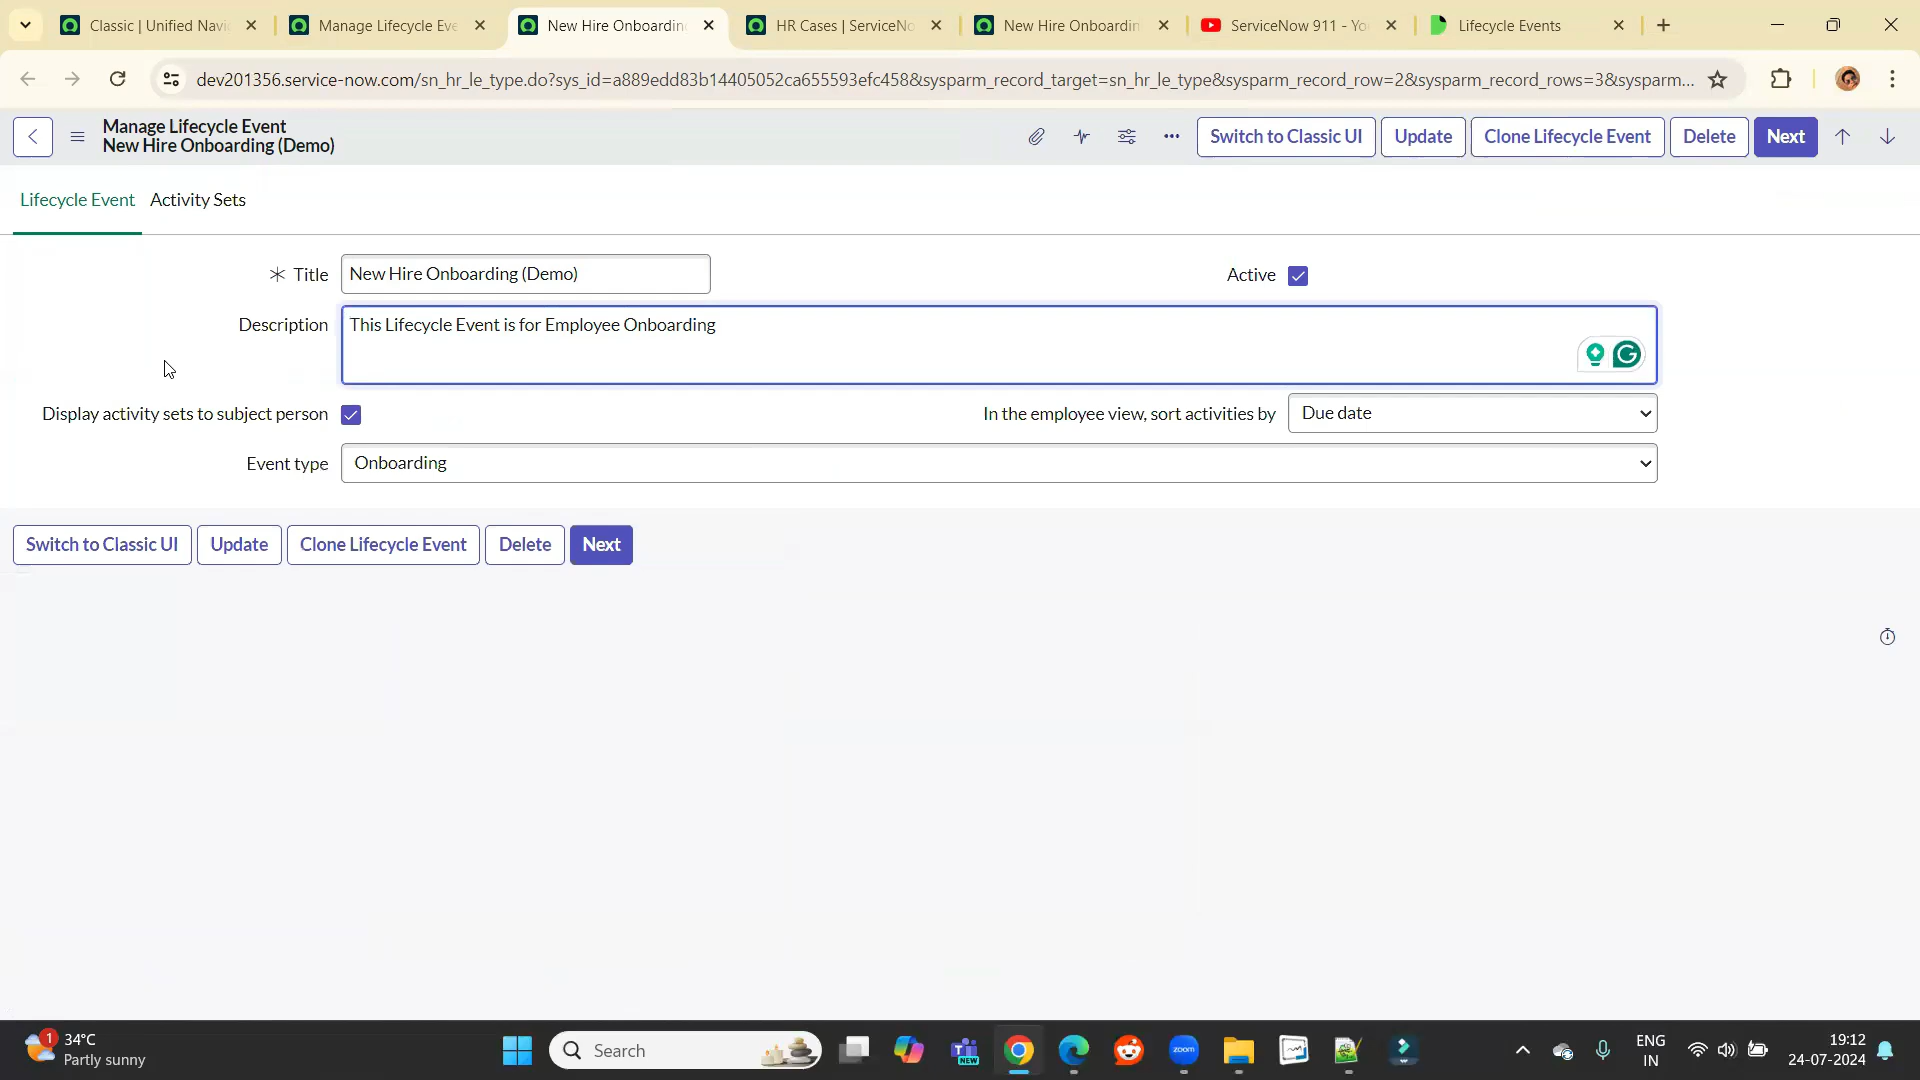 Classic | Unified Navi
Manage Lifecycle Eve
New Hire Onboarding
HR Cases | ServiceNo
New Hire Onboardin
ServiceNow 911 - Yo
Lifecycle Events
dev201356.service-now.com/sn_hr_le_type.do?sys_id=a889edd83b14405052ca655593efc458&sysparm_record_target=sn_hr_le_type&sysparm_record_row=2&sysparm_record_rows=3&sysparm...
Manage Lifecycle Event
New Hire Onboarding (Demo)
Switch to Classic UI
Update
Clone Lifecycle Event
Delete
Next
Lifecycle Event
Activity Sets
Title
New Hire Onboarding (Demo)
Active
Description
This Lifecycle Event is for Employee Onboarding
Display activity sets to subject person
In the employee view, sort activities by
Due date
Event type
Onboarding
Switch to Classic UI
Update
Clone Lifecycle Event
Delete
Next
1
34°C
Partly sunny
Search
NEW
zoom
ENG
IN
19:12
24-07-2024